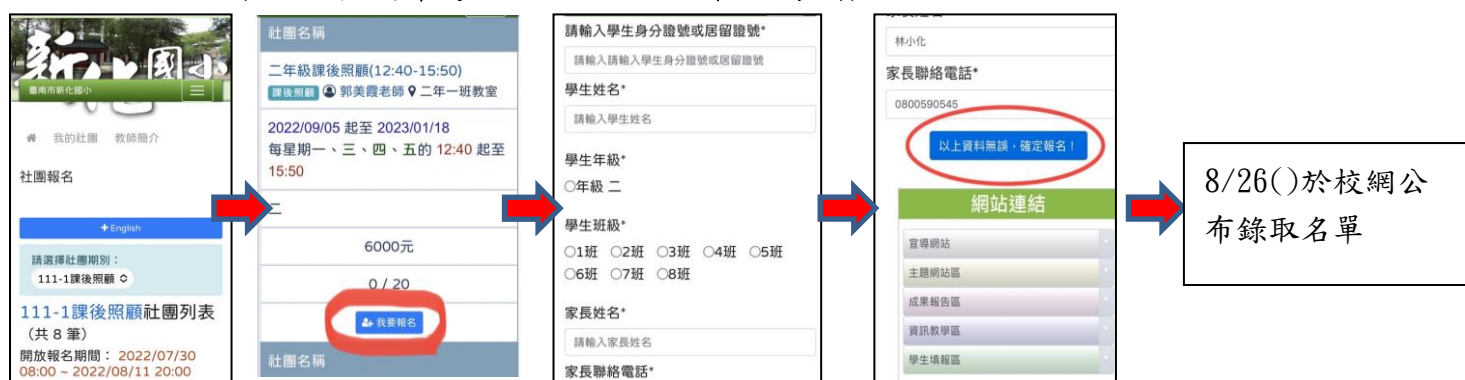 新化國小
臺南市新化國小
我的社團 教師簡介
社團報名
+ English
請選擇社團期別：
111-1課後照顧
111-1課後照顧社團列表
（共 8 筆）
開放報名期間： 2022/07/30
08:00 ~ 2022/08/11 20:00
社團名稱
二年級課後照顧(12:40-15:50)
課後照顧 郭美霞老師 二年一班教室
2022/09/05 起至 2023/01/18
每星期一、三、四、五的 12:40 起至
15:50
二
6000元
0 / 20
我要報名
社團名稱
請輸入學生身分證號或居留證號*
請輸入請輸入學生身分證號或居留證號
學生姓名*
請輸入學生姓名
學生年級*
○年級 二
學生班級*
○1班 ○2班 ○3班 ○4班 ○5班
○6班 ○7班 ○8班
家長姓名*
請輸入家長姓名
家長聯絡電話*
林小化
家長聯絡電話*
0800590545
以上資料無誤，確定報名！
網站連結
宣導網站
主題網站區
成果報告區
資訊教學區
學生填報區
8/26()於校網公
布錄取名單